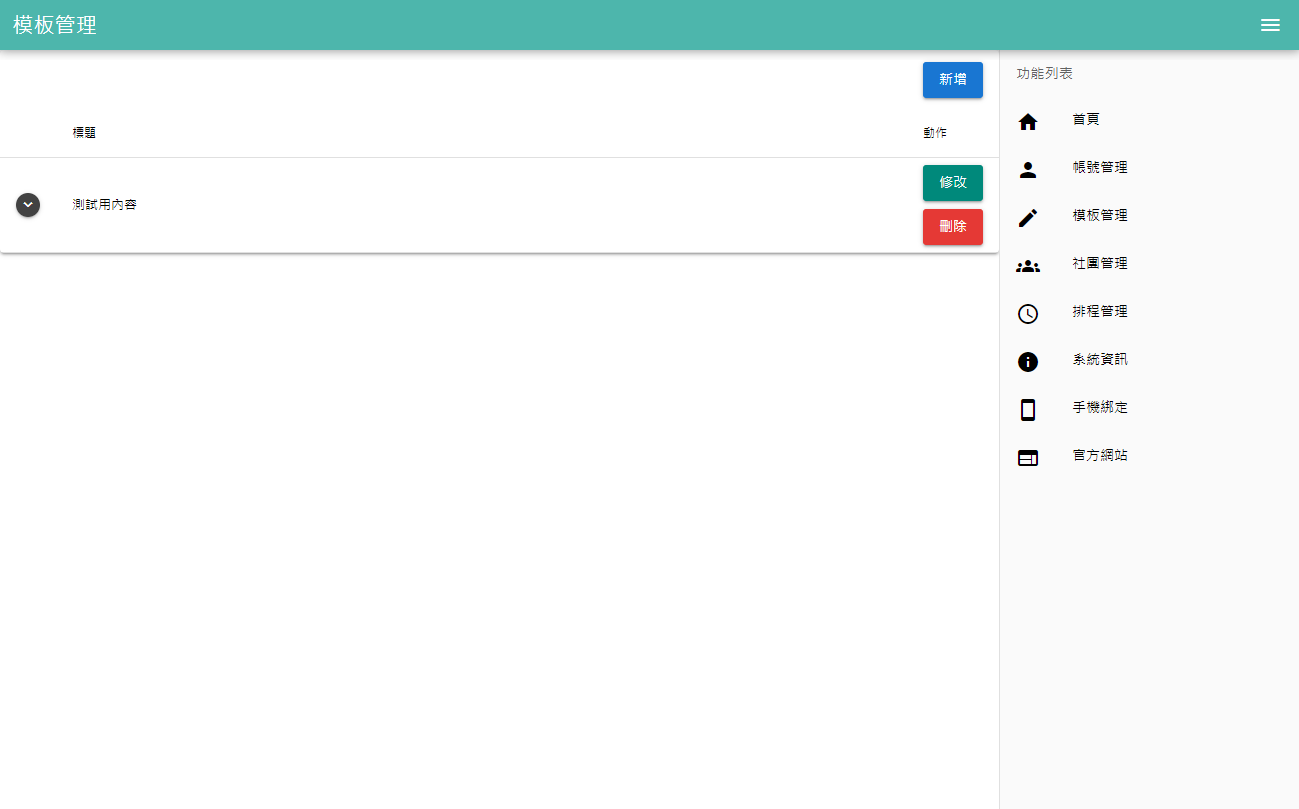 模板管理
新增
標題
動作
測試用內容
修改
刪除
功能列表
首頁
帳號管理
模板管理
社團管理
排程管理
系統資訊
手機綁定
官方網站